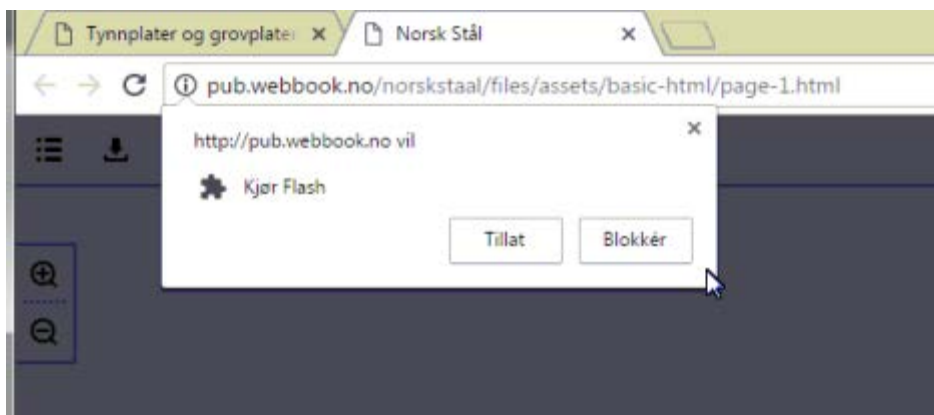 Tynnplater og grovplate
Norsk Stål
pub.webbook.no/norskstaal/files/assets/basic-html/page-1.html
http://pub.webbook.no vil
Kjør Flash
Tillat
Blokkér